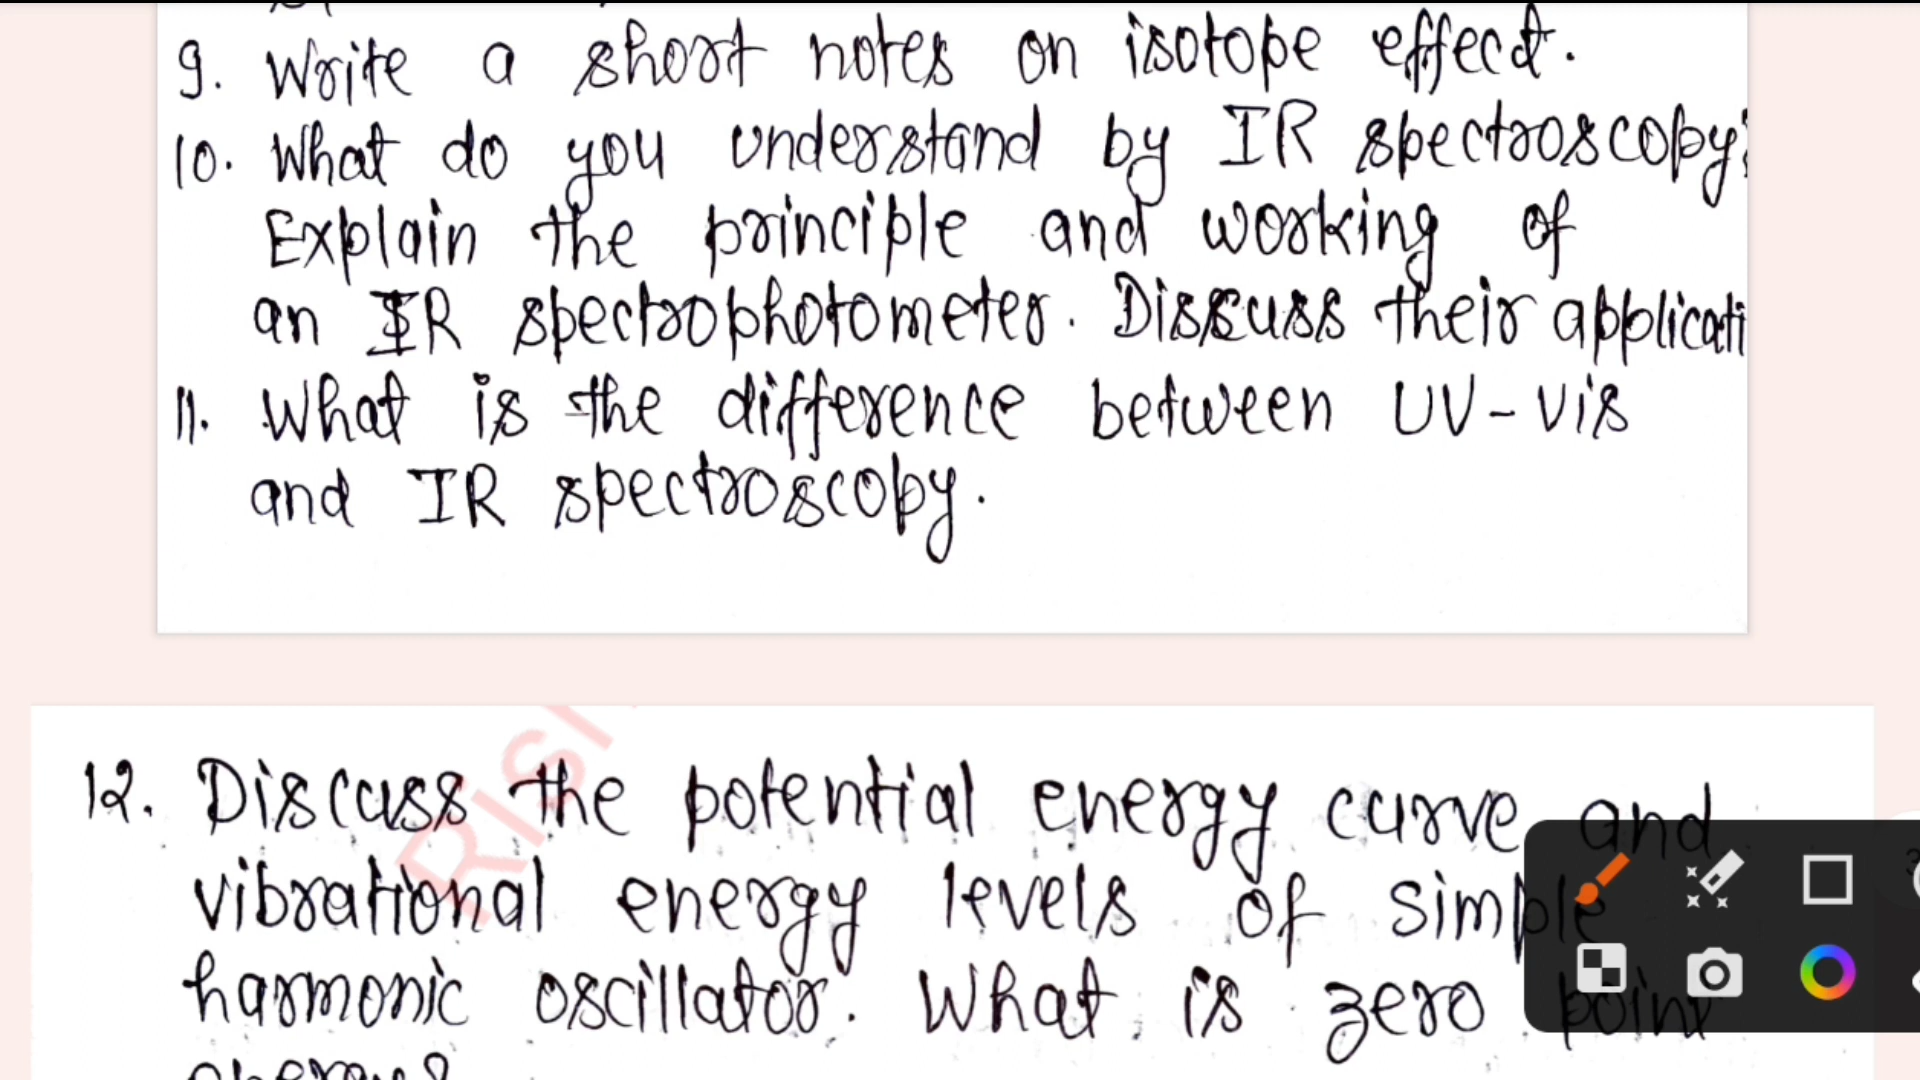 9. Write a short notes on isotope effect.
10. What do you understand by IR spectroscopy?
Explain the principle and working of
an IR spectrophotometer. Discuss their applicati
11. What is the difference between UV-Vis
and IR spectroscopy.
Risi
12. Discuss the potential energy curve and
vibrational energy levels of simple
harmonic oscillator. What is zero point
energy?